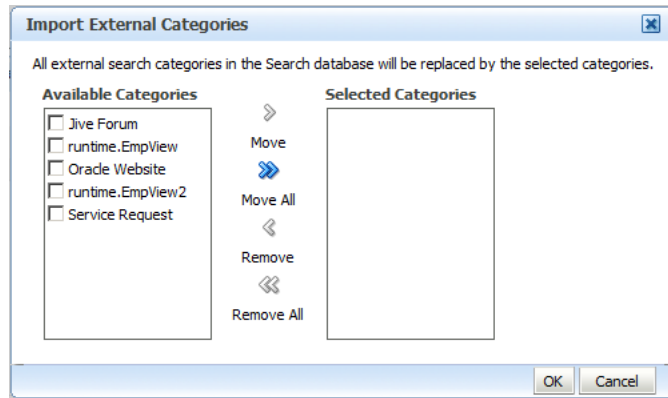 Import External Categories
All external search categories in the Search database will be replaced by the selected categories.
Available Categories
Jive Forum
runtime.EmpView
Oracle Website
runtime.EmpView2
Service Request
Move
Move All
Remove
Remove All
Selected Categories
OK
Cancel